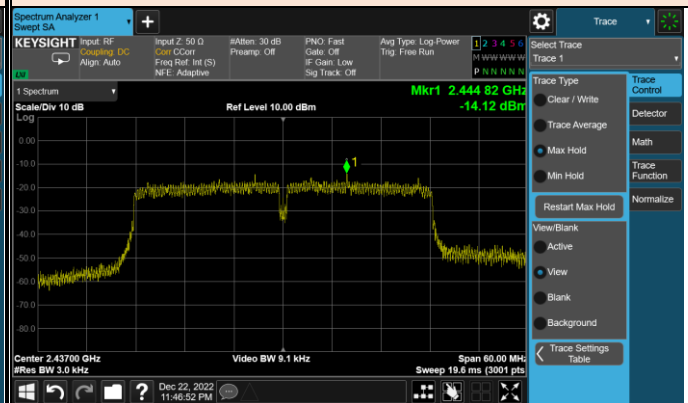 Spectrum Analyzer 1
Swept SA
+
Trace
KEYSIGHT
Input: RF
Coupling: DC
Align: Auto
Input Z: 50 Ω
Corr CCorr
Freq Ref: Int (S)
NFE: Adaptive
#Atten: 30 dB
Preamp: Off
PNO: Fast
Gate: Off
IF Gain: Low
Sig Track: Off
Avg Type: Log-Power
Trig: Free Run
1 2 3 4 5 6
M W W W W W
P N N N N N
LXI
Select Trace
Trace 1
1 Spectrum
Mkr1 2.444 82 GHz
Scale/Div 10 dB
Ref Level 10.00 dBm
-14.12 dBm
Log
0.00
-10.0
-20.0
-30.0
-40.0
-50.0
-60.0
-70.0
-80.0
1
Center 2.43700 GHz
Video BW 9.1 kHz
Span 60.00 MHz
#Res BW 3.0 kHz
Sweep 19.6 ms (3001 pts
Trace Type
Clear / Write
Trace Average
Max Hold
Min Hold
Restart Max Hold
View/Blank
Active
View
Blank
Background
Trace Settings
Table
Trace
Control
Detector
Math
Trace
Function
Normalize
?
Dec 22, 2022
11:46:52 PM